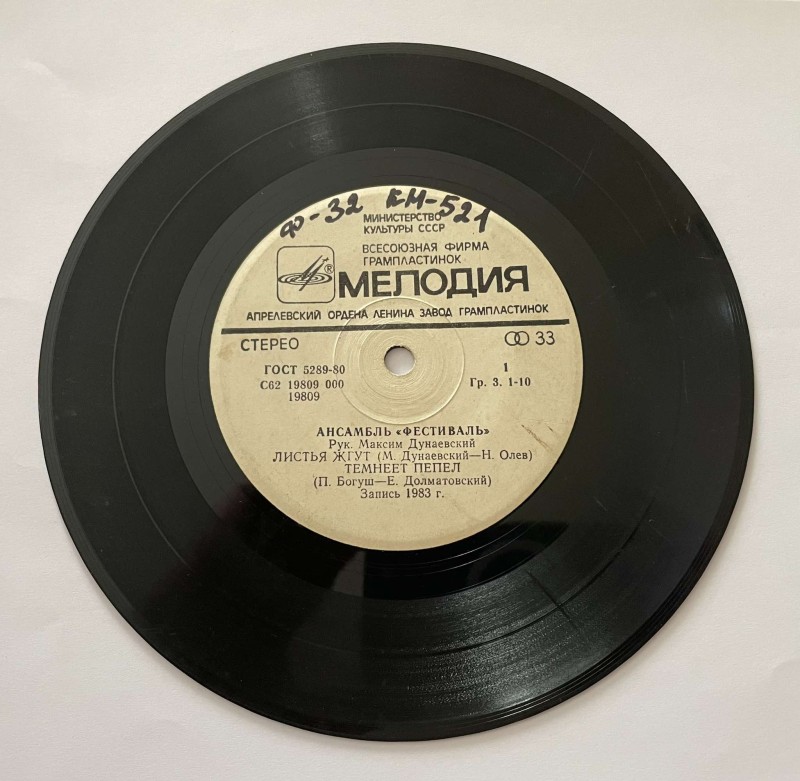 Ф-32 КМ-521
МИНИСТЕРСТВО
КУЛЬТУРЫ СССР
ВСЕСОЮЗНАЯ ФИРМА
ГРАМПЛАСТИНОК
®
МЕЛОДИЯ
АПРЕЛЕВСКИЙ ОРДЕНА ЛЕНИНА ЗАВОД ГРАМПЛАСТИНОК
СТЕРЕО 33
ГОСТ 5289-80 1
С62 19809 000 Гр. 3. 1-10
19809
АНСАМБЛЬ «ФЕСТИВАЛЬ»
Рук. Максим Дунаевский
ЛИСТЬЯ ЖГУТ (М. Дунаевский—Н. Олев)
ТЕМНЕЕТ ПЕПЕЛ
(П. Богуш—Е. Долматовский)
Запись 1983 г.